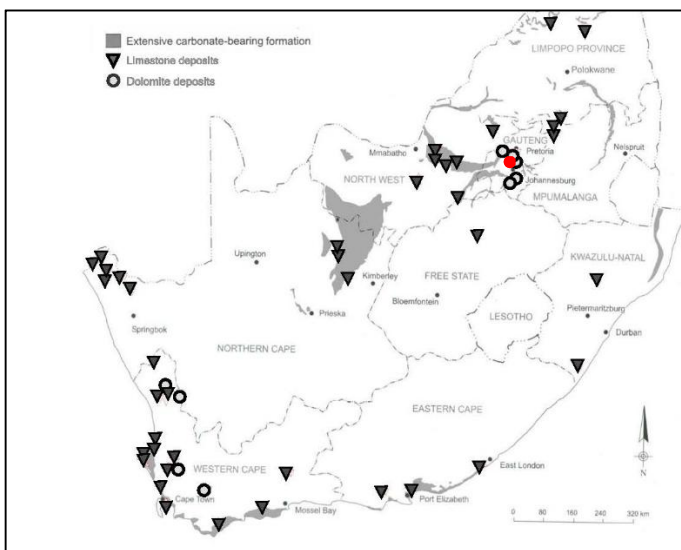 Extensive carbonate-bearing formation
Limestone deposits
Dolomite deposits
LIMPOPO PROVINCE
Polokwane
GAUTENG
Pretoria
Nelspruit
Mmabatho
NORTH WEST
Johannesburg
MPUMALANGA
Upington
KWAZULU-NATAL
Kimberley
FREE STATE
Bloemfontein
Prieska
LESOTHO
Pietermaritzburg
Durban
Springbok
NORTHERN CAPE
EASTERN CAPE
WESTERN CAPE
East London
Cape Town
Mossel Bay
Port Elizabeth
N
0 80 160 240 320 km